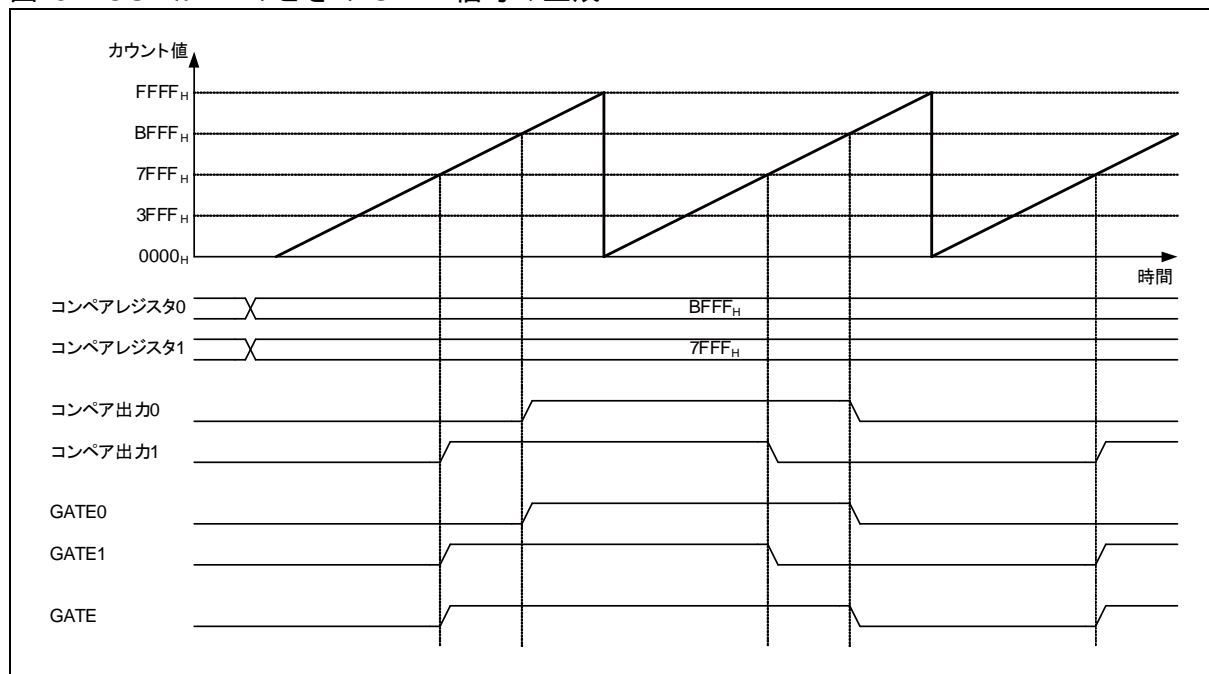 カウント値
FFFFH
BFFFH
7FFFH
3FFFH
0000H
時間
コンペアレジスタ0
BFFFH
コンペアレジスタ1
7FFFH
コンペア出力0
コンペア出力1
GATE0
GATE1
GATE